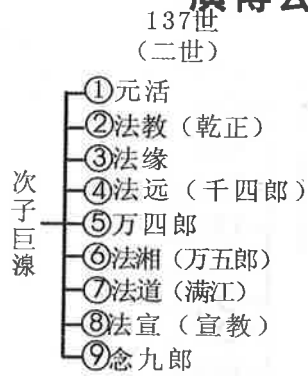 137世
（二世）
①元活
②法教（乾正）
③法缘
④法远（千四郎）
⑤万四郎
⑥法湘（万五郎）
⑦法道（满江）
⑧法宣（宣教）
⑨念九郎
次子巨湶